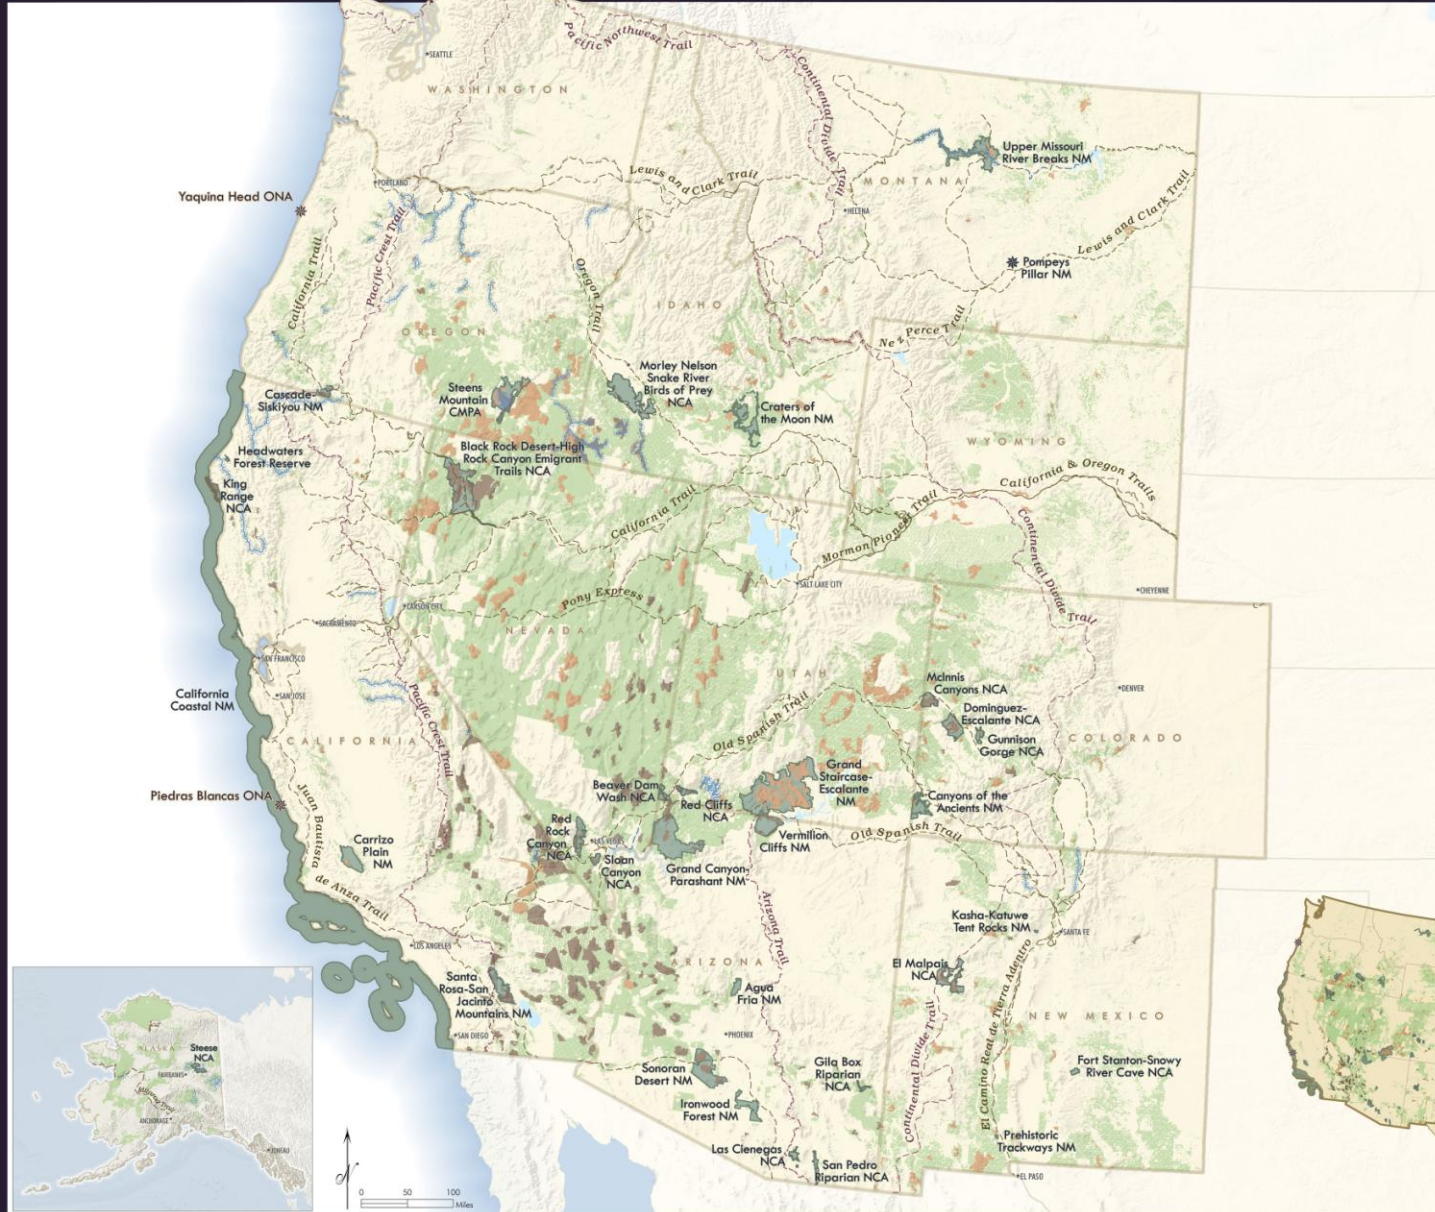 Pacific Northwest Trail
SEATTLE
WASHINGTON
Continental Divide Trail
Upper Missouri
River Breaks NM
Lewis and Clark Trail
MONTANA
PORTLAND
Yaquina Head ONA
HELENA
Lewis and Clark Trail
Pacific Crest Trail
California Trail
Oregon Trail
Pompeys
Pillar NM
IDAHO
OREGON
Nez Perce Trail
Morley Nelson
Snake River
Birds of Prey
NCA
Steens
Mountain
CMPA
Cascade-
Siskiyou NM
Craters of
the Moon NM
WYOMING
Headwaters
Forest Reserve
Black Rock Desert-High
Rock Canyon Emigrant
Trails NCA
King
Range
NCA
California & Oregon Trails
California Trail
Mormon Pioneer Trail
Continental Divide Trail
SALT LAKE CITY
CHEYENNE
Pony Express
CARSON CITY
SACRAMENTO
NEVADA
SAN FRANCISCO
UTAH
McInnis
Canyons NCA
DENVER
SAN JOSE
California
Coastal NM
Pacific Crest Trail
Old Spanish Trail
Dominguez-
Escalante NCA
Gunnison
Gorge NCA
COLORADO
CALIFORNIA
Grand
Staircase-
Escalante
NM
Beaver Dam
Wash NCA
Piedras Blancas ONA
Red Cliffs
NCA
Canyons of the
Ancients NM
Juan Bautista
de Anza Trail
Red
Rock
Canyon
NCA
LAS VEGAS
Vermilion
Cliffs NM
Old Spanish Trail
Carrizo
Plain
NM
Sloan
Canyon
NCA
Grand Canyon-
Parashant NM
Arizona Trail
Kasha-Katuwe
Tent Rocks NM
SANTA FE
LOS ANGELES
ARIZONA
El Malpais
NCA
Santa
Rosa-San
Jacinto
Mountains NM
Agua
Fria NM
El Camino Real de Tierra Adentro
NEW MEXICO
SAN DIEGO
PHOENIX
Continental Divide Trail
Sonoran
Desert NM
Gila Box
Riparian
NCA
Fort Stanton-Snowy
River Cave NCA
Ironwood
Forest NM
Prehistoric
Trackways NM
Las Cienegas
NCA
San Pedro
Riparian NCA
EL PASO
ALASKA
Steese
NCA
FAIRBANKS
Iditarod Trail
ANCHORAGE
JUNEAU
N
0 50 100
Miles